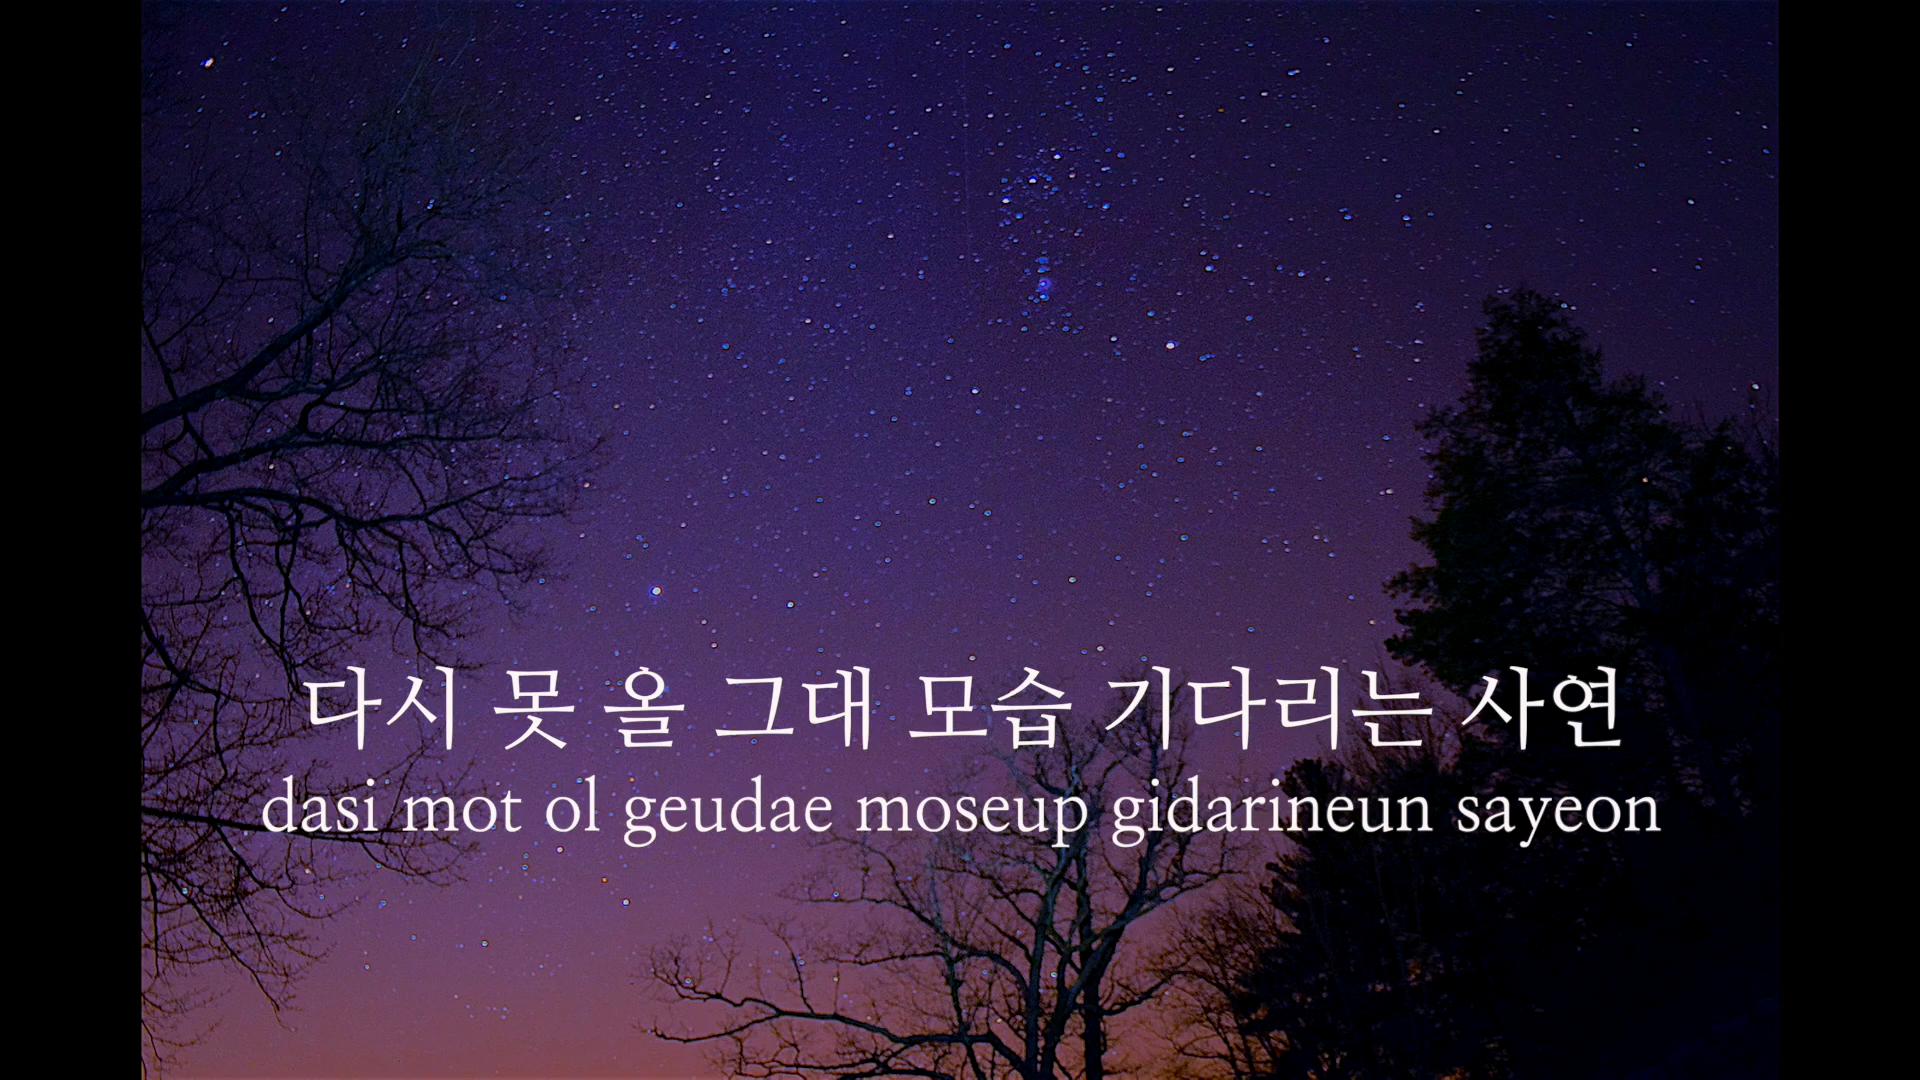 다시 못 올 그대 모습 기다리는 사연
dasi mot ol geudae moseup gidarineun sayeon